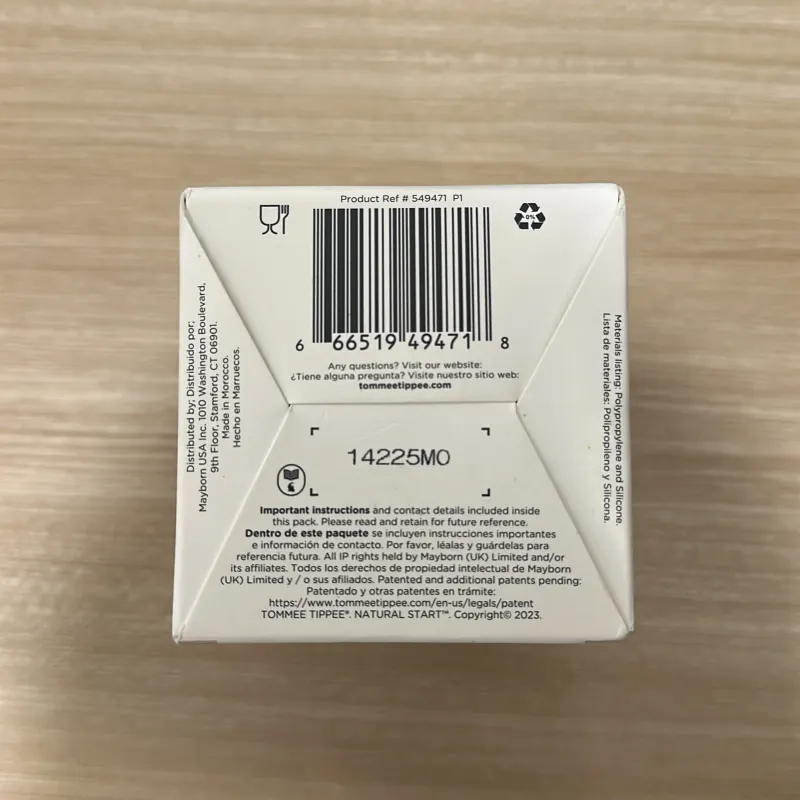 Product Ref # 549471 P1
0%
6 66519 49471 8
Any questions? Visit our website:
¿Tiene alguna pregunta? Visite nuestro sitio web:
tommeetippee.com
Distributed by; Distribuido por;
Mayborn USA Inc. 1010 Washington Boulevard,
9th Floor, Stamford, CT 06901.
Made in Morocco.
Hecho en Marruecos.
Materials listing: Polypropylene and Silicone.
Lista de materiales: Polipropileno y Silicona.
14225MO
Important instructions and contact details included inside
this pack. Please read and retain for future reference.
Dentro de este paquete se incluyen instrucciones importantes
e información de contacto. Por favor, léalas y guárdelas para
referencia futura. All IP rights held by Mayborn (UK) Limited and/or
its affiliates. Todos los derechos de propiedad intelectual de Mayborn
(UK) Limited y / o sus afiliados. Patented and additional patents pending:
Patentado y otras patentes en trámite:
https://www.tommeetippee.com/en-us/legals/patent
TOMMEE TIPPEE®. NATURAL START™. Copyright© 2023.